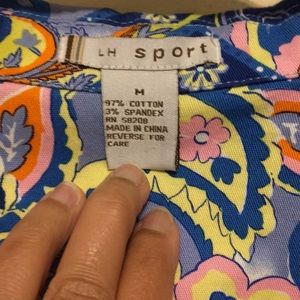 LH sport
M
97% COTTON
3% SPANDEX
RN 58208
MADE IN CHINA
REVERSE FOR
CARE